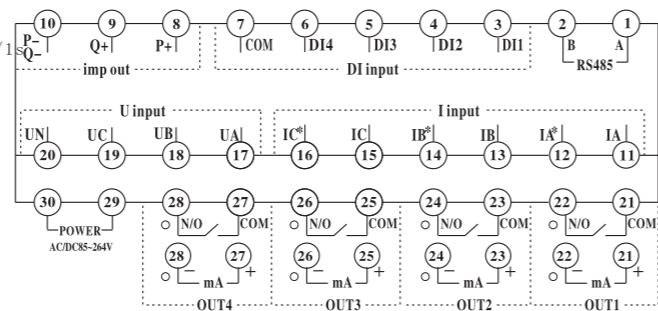 10 9 8 7 6 5 4 3 2 1
P- Q+ P+ COM DI4 DI3 DI2 DI1 B A
/1s Q-
imp out DI input RS485
U input I input
UN UC UB UA IC* IC IB* IB IA* IA
20 19 18 17 16 15 14 13 12 11
30 29 28 27 26 25 24 23 22 21
POWER N/O COM N/O COM N/O COM N/O COM
AC/DC85~264V
28 - 27 + 26 - 25 + 24 - 23 + 22 - 21 +
mA mA mA mA
OUT4 OUT3 OUT2 OUT1